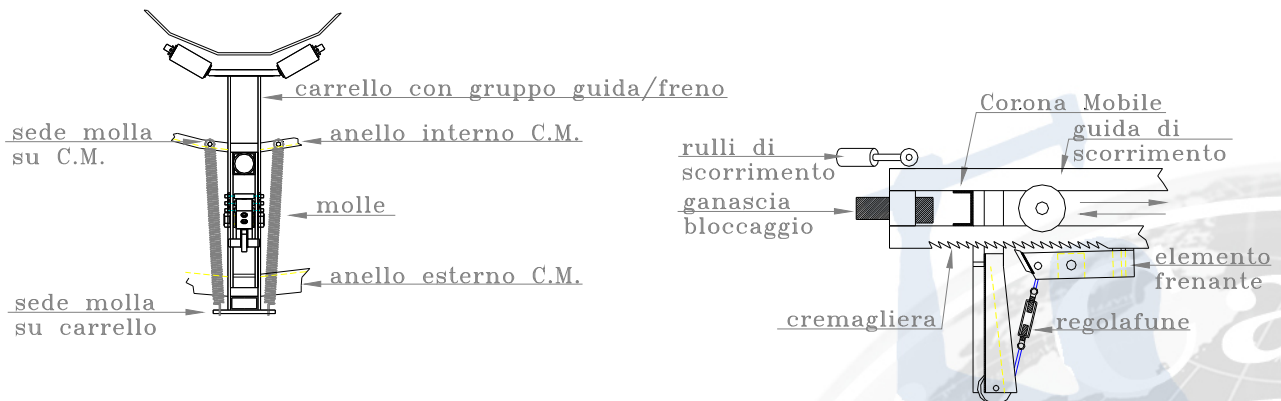 carrello con gruppo guida/freno
sede molla
su C.M.
anello interno C.M.
molle
anello esterno C.M.
sede molla
su carrello
Corona Mobile
guida di
scorrimento
rulli di
scorrimento
ganascia
bloccaggio
elemento
frenante
cremagliera
regolafune